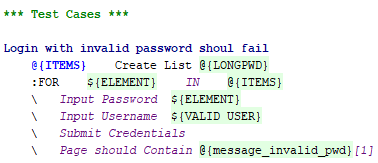 *** Test Cases ***
Login with invalid password shoul fail
@{ITEMS}    Create List @{LONGPWD}
:FOR    ${ELEMENT}    IN    @{ITEMS}
\    Input Password  ${ELEMENT}
\    Input Username  ${VALID USER}
\    Submit Credentials
\    Page should Contain @{message_invalid_pwd}[1]